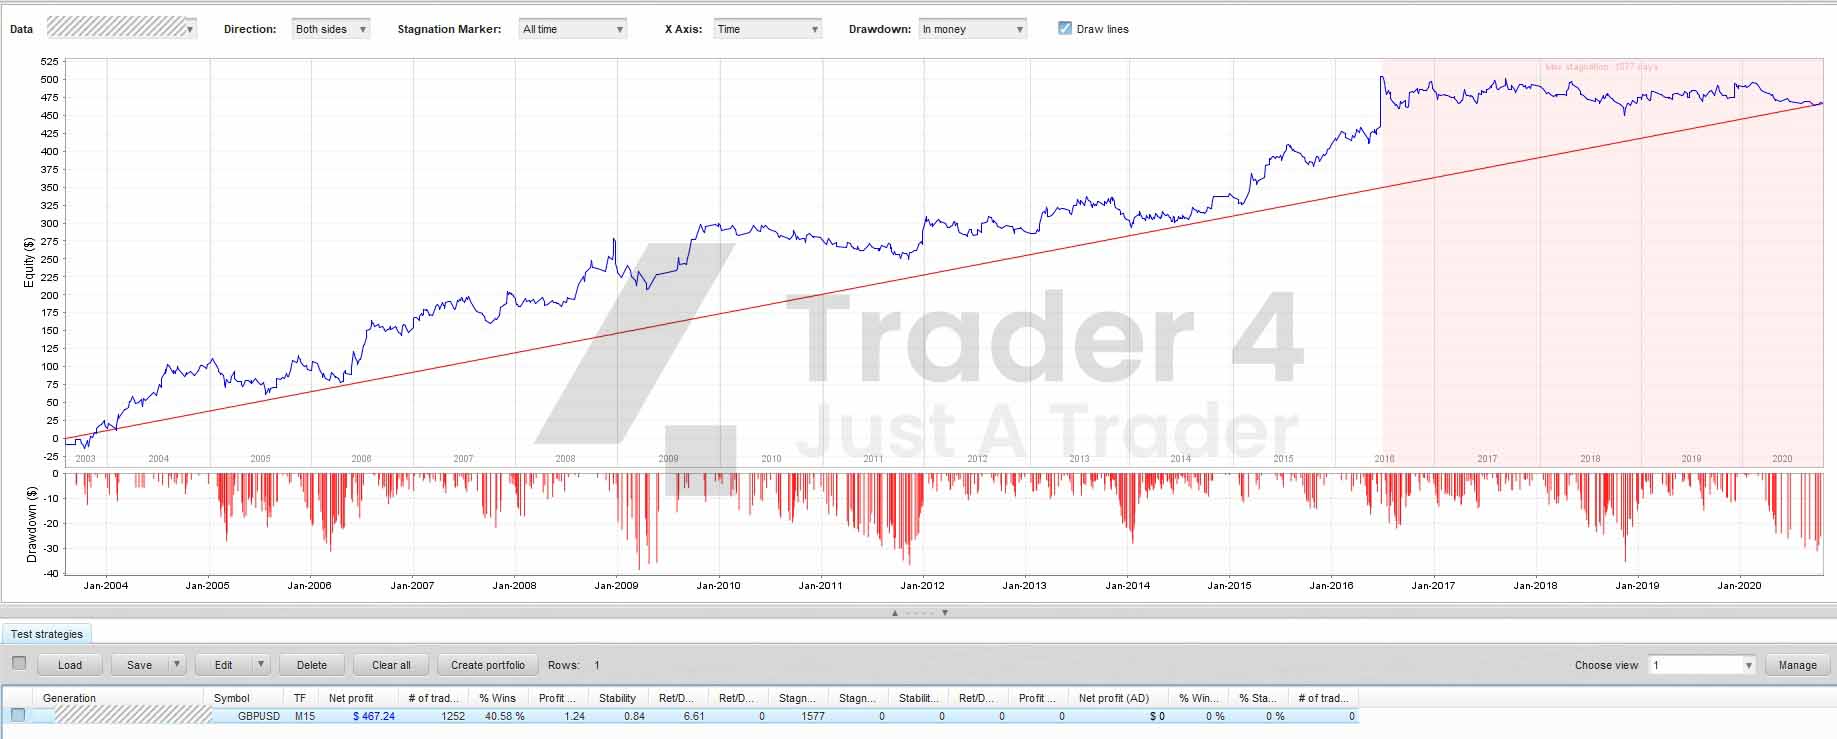 Data Direction: Both sides Stagnation Marker: All time X Axis: Time Drawdown: In money Draw lines
525
500
475
450
425
400
375
350
325
300
275
250
225
200
175
150
125
100
75
50
25
0
-25
Equity ($)
Max stagnation: 1577 days
Trader 4
Just A Trader
2003 2004 2005 2006 2007 2008 2009 2010 2011 2012 2013 2014 2015 2016 2017 2018 2019 2020
0
-10
-20
-30
-40
Drawdown ($)
Jan-2004 Jan-2005 Jan-2006 Jan-2007 Jan-2008 Jan-2009 Jan-2010 Jan-2011 Jan-2012 Jan-2013 Jan-2014 Jan-2015 Jan-2016 Jan-2017 Jan-2018 Jan-2019 Jan-2020
Test strategies
Load Save Edit Delete Clear all Create portfolio Rows: 1 Choose view 1 Manage
Generation Symbol TF Net profit # of trad... % Wins Profit ... Stability Ret/D... Ret/D... Stagn... Stagn... Stabilit... Ret/D... Profit ... Net profit (AD) % Win... % Sta... # of trad...
GBPUSD M15 $ 467.24 1252 40.58 % 1.24 0.84 6.61 0 1577 0 0 0 0 $ 0 0 % 0 % 0